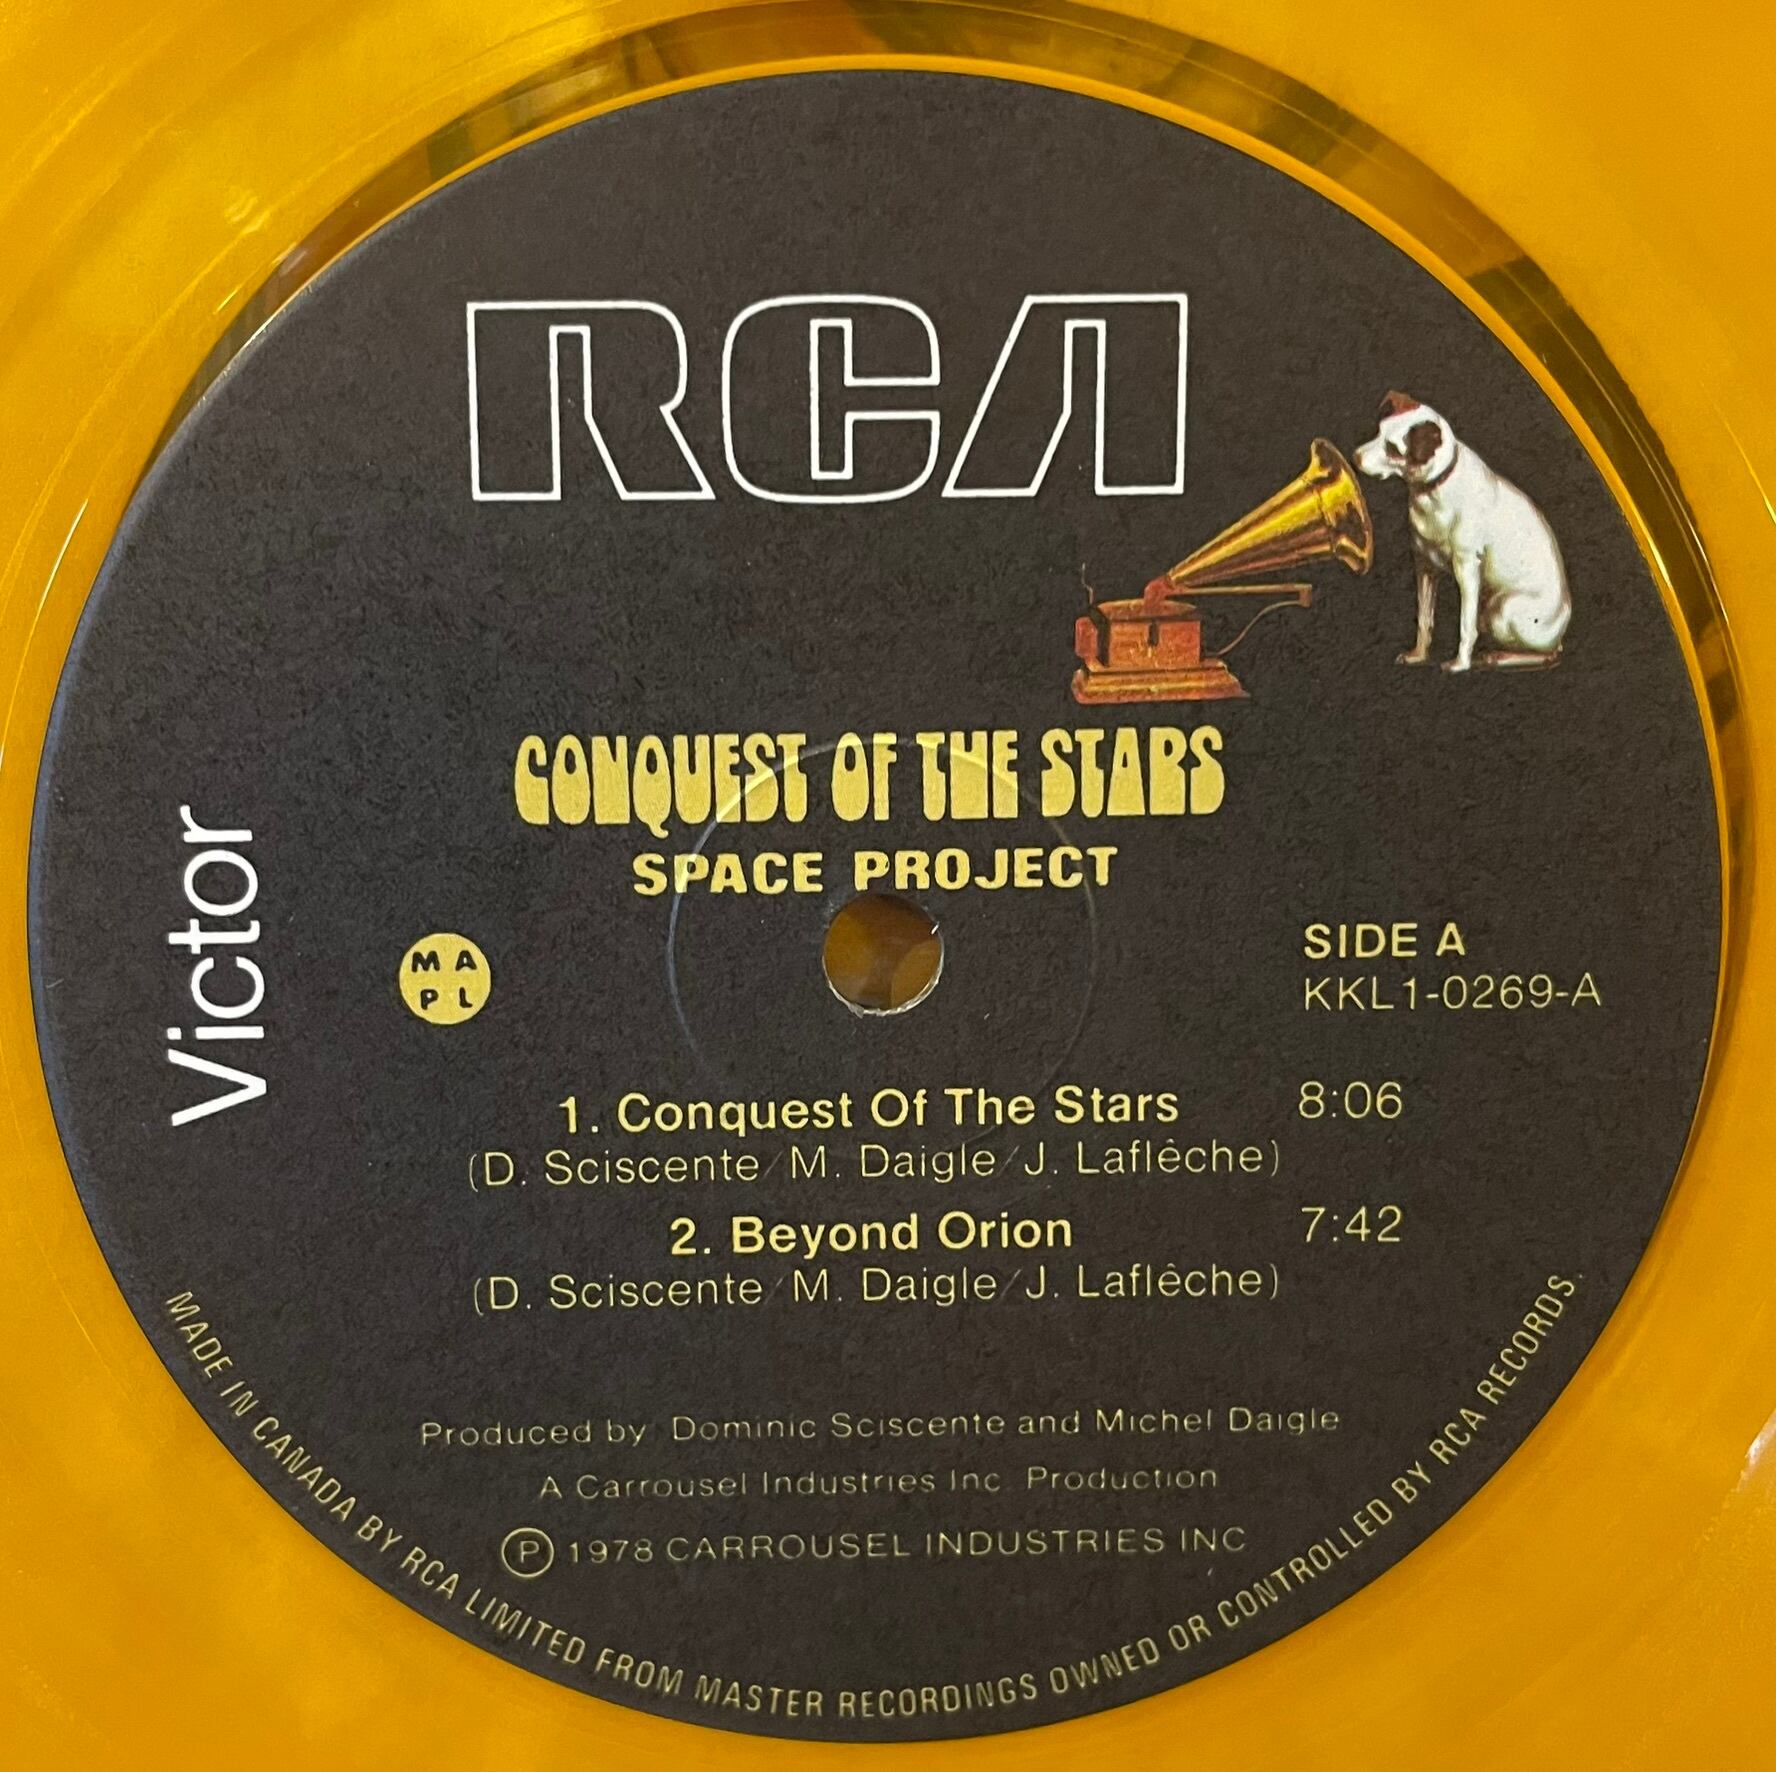 RCA
Victor
CONQUEST OF THE STARS
SPACE PROJECT
M A
P L
SIDE A
KKL1-0269-A
1. Conquest Of The Stars 8:06
(D. Sciscente/M. Daigle/J. Laflêche)
2. Beyond Orion 7:42
(D. Sciscente/M. Daigle/J. Laflêche)
Produced by Dominic Sciscente and Michel Daigle
A Carrousel Industries Inc. Production
Ⓟ 1978 CARROUSEL INDUSTRIES INC
MADE IN CANADA BY RCA LIMITED FROM MASTER RECORDINGS OWNED OR CONTROLLED BY RCA RECORDS.